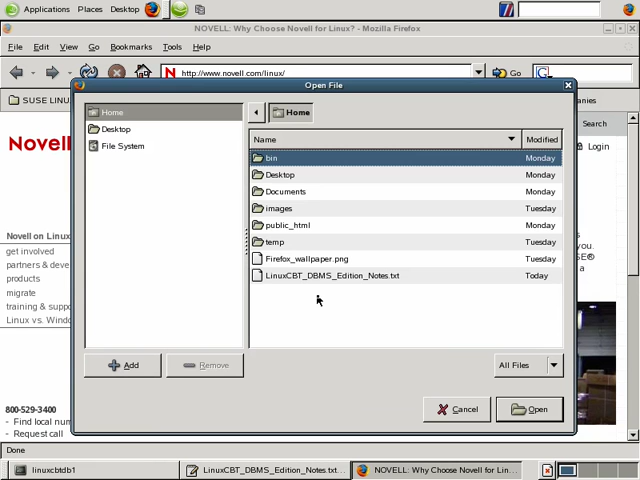 Applications Places Desktop
NOVELL: Why Choose Novell for Linux? - Mozilla Firefox
File Edit View Go Bookmarks Tools Help
http://www.novell.com/linux/
Go
Open File
SUSE LINU
anies
Home
Desktop
File System
Home
Name Modified
bin Monday
Desktop Monday
Documents Monday
images Tuesday
public_html Monday
temp Tuesday
Firefox_wallpaper.png Tuesday
LinuxCBT_DBMS_Edition_Notes.txt Today
Search
Login
Novell
Novell on Linux
get involved
partners & deve
products
migrate
training & suppo
Linux vs. Windo
s
you.
SE®
a
Add
Remove
All Files
Cancel
Open
800-529-3400
- Find local num
- Request call
Done
linuxcbtdb1
LinuxCBT_DBMS_Edition_Notes.txt...
NOVELL: Why Choose Novell for Lin...